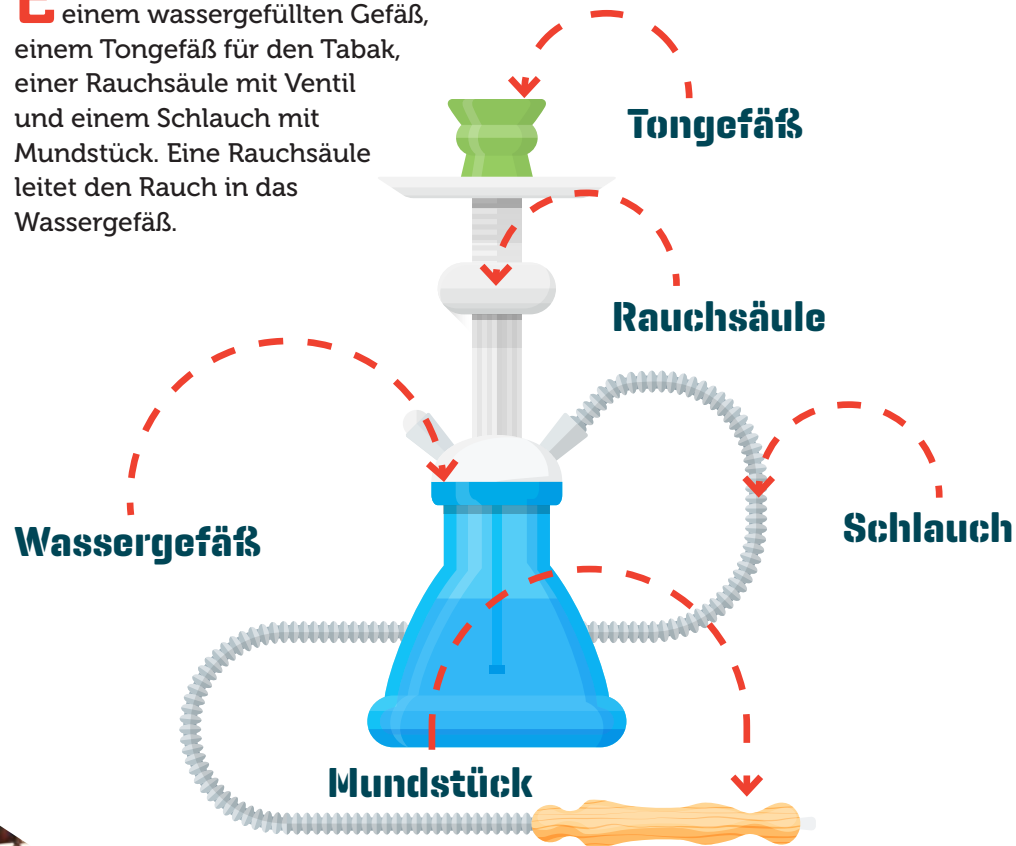 E einem wassergefüllten Gefäß,
einem Tongefäß für den Tabak,
einer Rauchsäule mit Ventil
und einem Schlauch mit
Mundstück. Eine Rauchsäule
leitet den Rauch in das
Wassergefäß.
Tongefäß
Rauchsäule
Wassergefäß
Schlauch
Mundstück